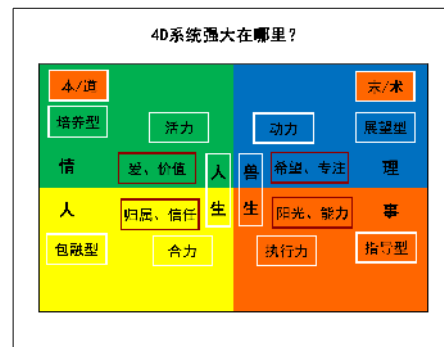 4D系统强大在哪里?
本/道
末/术
培养型
活力
动力
展望型
情
爱、价值
人生
兽生
希望、专注
理
人
归属、信任
阳光、能力
事
包融型
合力
执行力
指导型